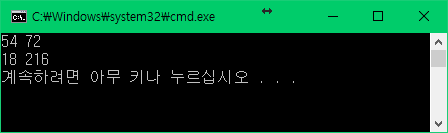 C:₩Windows₩system32₩cmd.exe
54 72
18 216
계속하려면 아무 키나 누르십시오 . . .